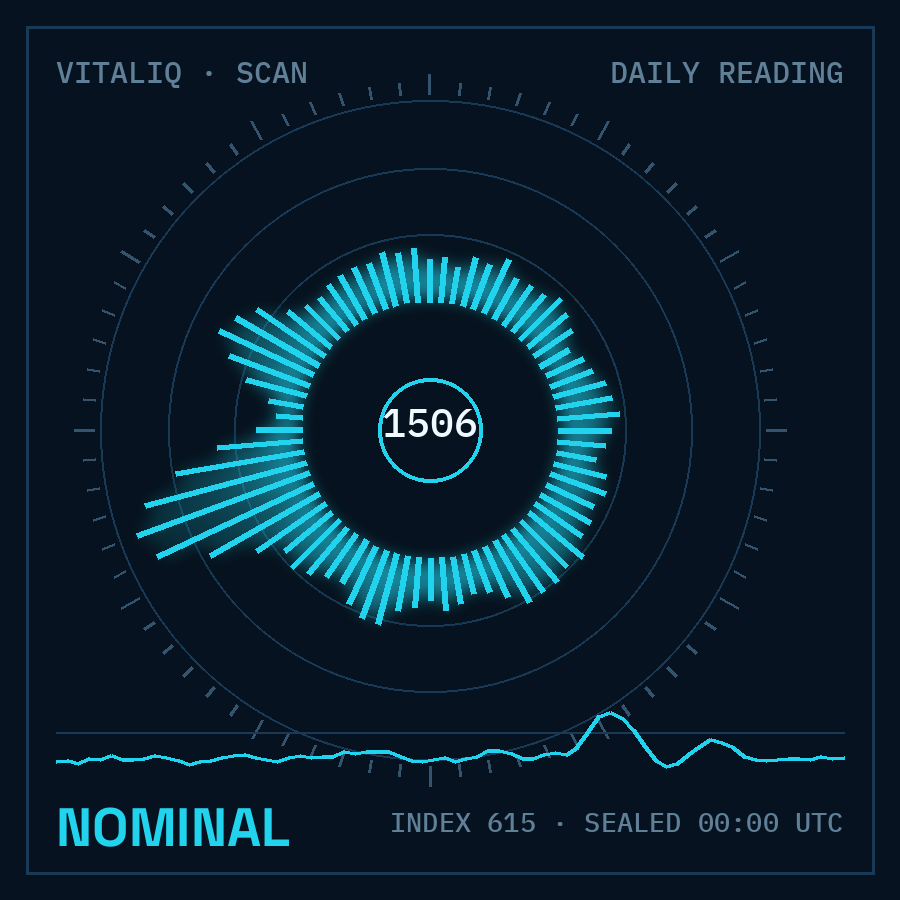 VITALIQ · SCAN
DAILY READING
1506
NOMINAL
INDEX 615 · SEALED 00:00 UTC